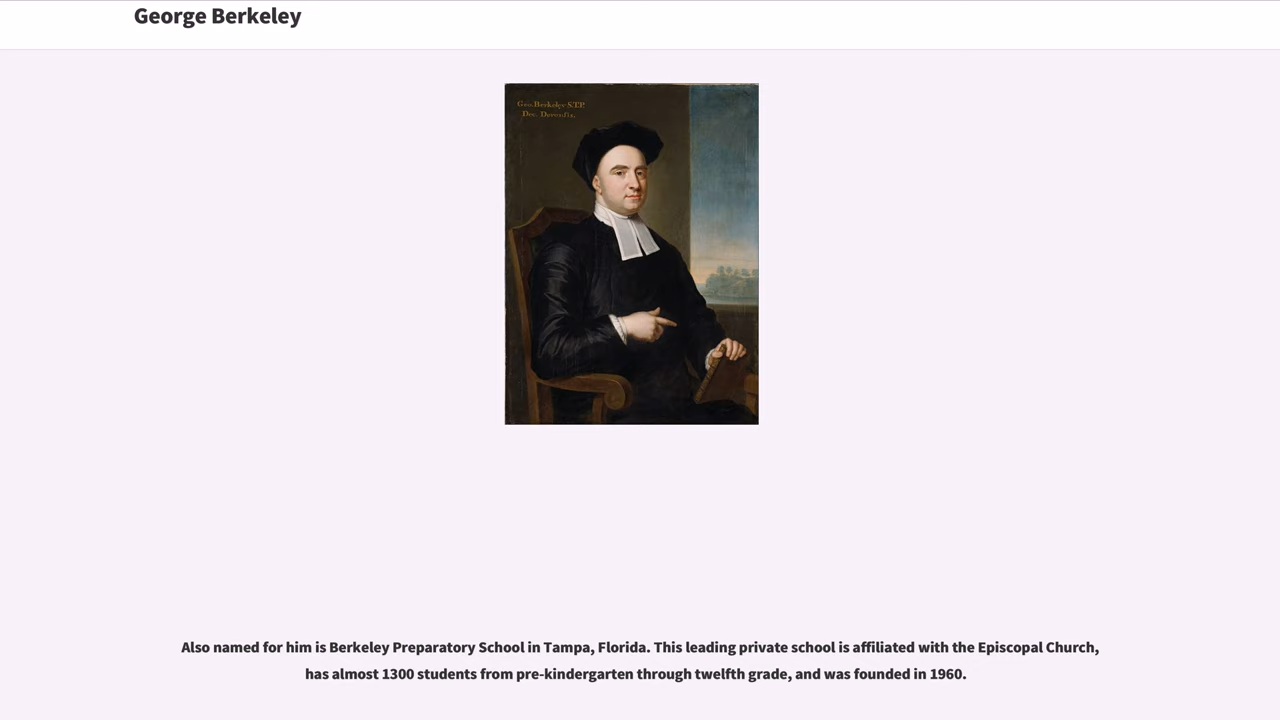 George Berkeley
Geo. Berkeley S.T.P.
Also named for him is Berkeley Preparatory School in Tampa, Florida. This leading private school is affiliated with the Episcopal Church,
has almost 1300 students from pre-kindergarten through twelfth grade, and was founded in 1960.